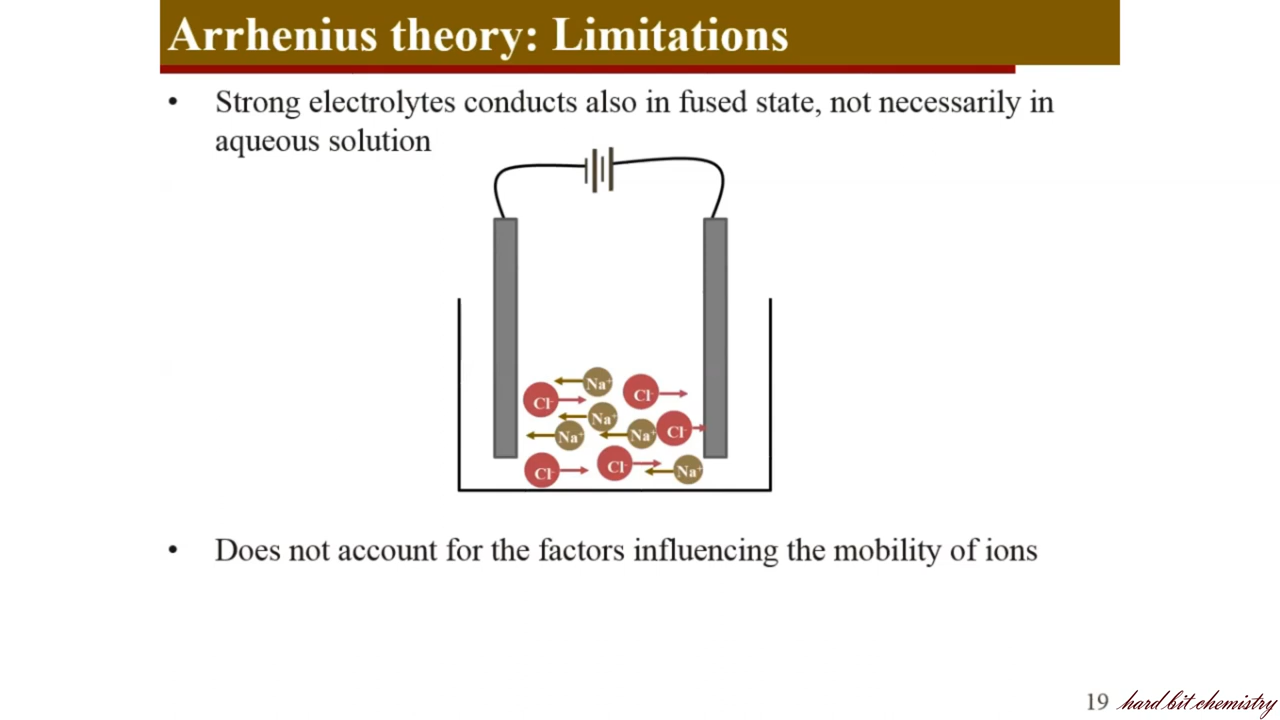 Arrhenius theory: Limitations
• Strong electrolytes conducts also in fused state, not necessarily in
aqueous solution
Na⁺
Cl⁻
Cl⁻
Na⁺
Na⁺
Na⁺
Cl⁻
Cl⁻
Cl⁻
Na⁺
• Does not account for the factors influencing the mobility of ions
19 hard bit chemistry